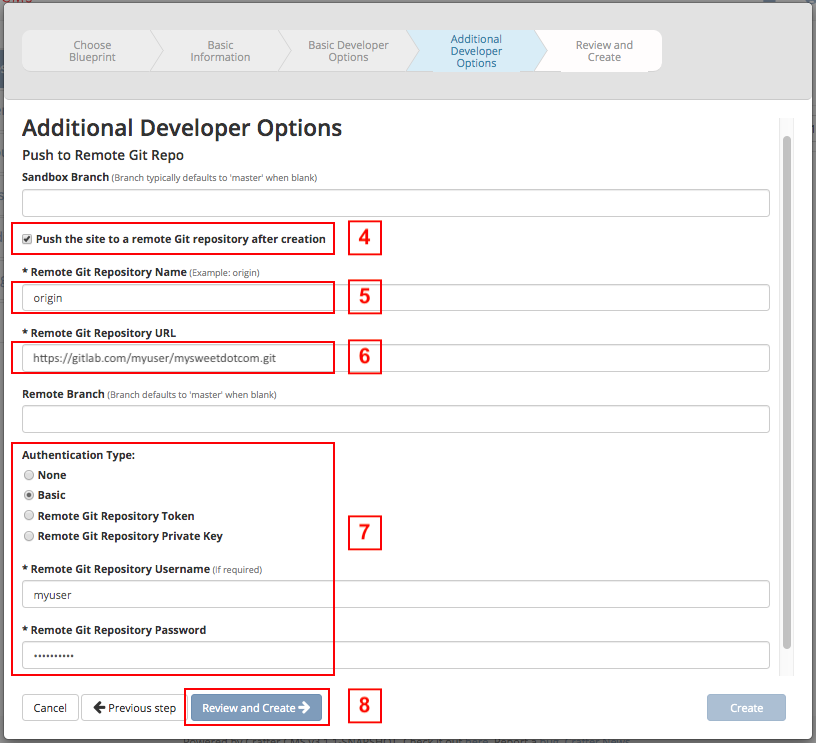 Choose
Blueprint
Basic
Information
Basic Developer
Options
Additional
Developer
Options
Review and
Create
Additional Developer Options
Push to Remote Git Repo
Sandbox Branch (Branch typically defaults to 'master' when blank)
Push the site to a remote Git repository after creation
4
* Remote Git Repository Name (Example: origin)
origin
5
* Remote Git Repository URL
https://gitlab.com/myuser/mysweetdotcom.git
6
Remote Branch (Branch defaults to 'master' when blank)
Authentication Type:
None
Basic
Remote Git Repository Token
Remote Git Repository Private Key
7
* Remote Git Repository Username (if required)
myuser
* Remote Git Repository Password
••••••••••
Cancel
Previous step
Review and Create
8
Create